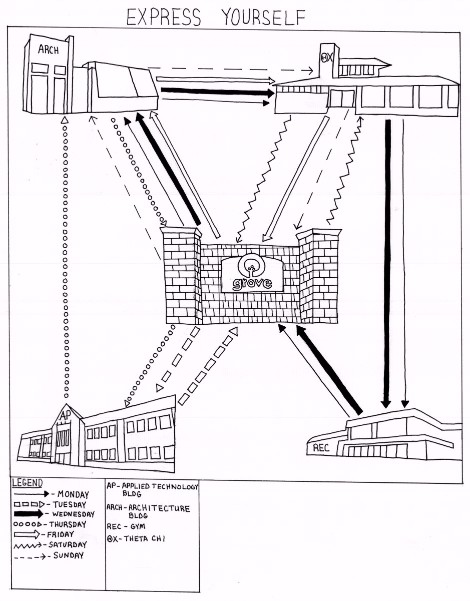 EXPRESS YOURSELF
ARCH
ΘX
grove
AP
REC
LEGEND
- MONDAY
- TUESDAY
- WEDNESDAY
- THURSDAY
- FRIDAY
- SATURDAY
- SUNDAY
AP-APPLIED TECHNOLOGY
BLDG
ARCH-ARCHITECTURE
BLDG
REC - GYM
ΘX-THETA CHI